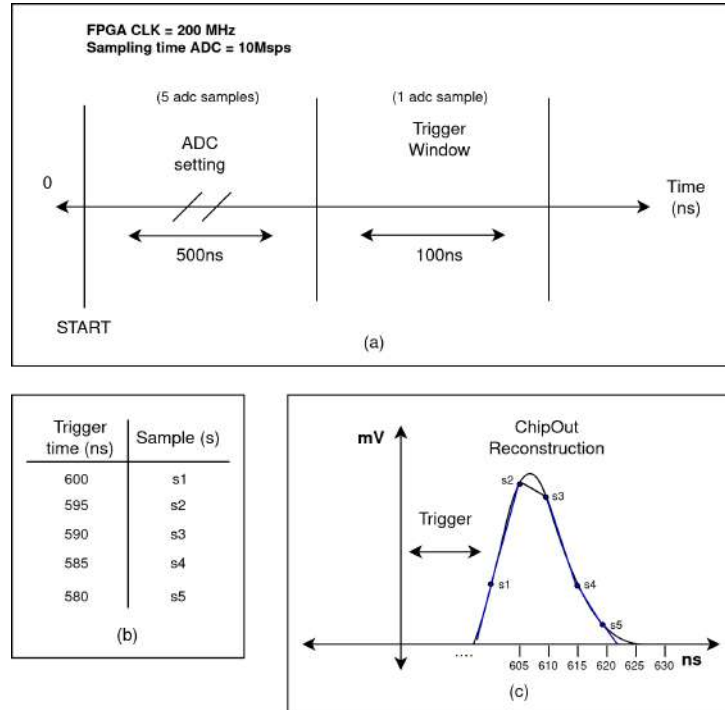 FPGA CLK = 200 MHz
Sampling time ADC = 10Msps
(5 adc samples)
(1 adc sample)
ADC
setting
Trigger
Window
0
Time
(ns)
500ns
100ns
START
(a)
Trigger
time (ns)
Sample (s)
600 s1
595 s2
590 s3
585 s4
580 s5
(b)
mV
ChipOut
Reconstruction
s2
s3
Trigger
s1
s4
s5
....
605 610 615 620 625 630 ns
(c)